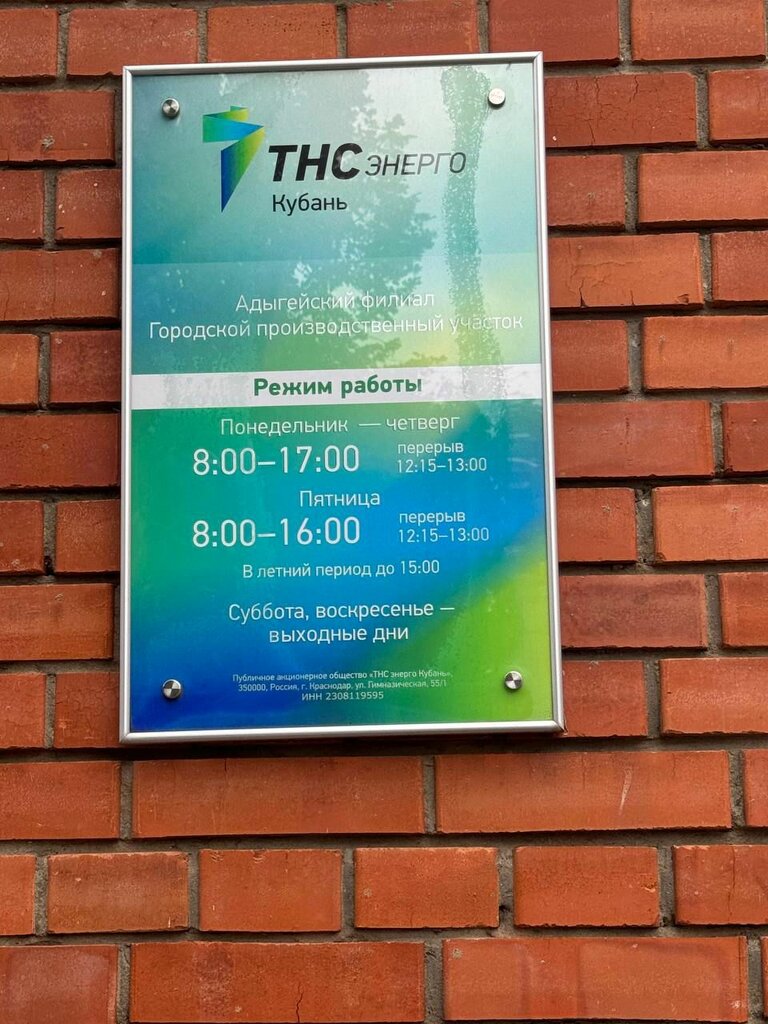 ТНС ЭНЕРГО
Кубань
Адыгейский филиал
Городской производственный участок
Режим работы
Понедельник — четверг
8:00–17:00 перерыв 12:15–13:00
Пятница
8:00–16:00 перерыв 12:15–13:00
В летний период до 15:00
Суббота, воскресенье –
выходные дни
Публичное акционерное общество «ТНС энерго Кубань»,
350000, Россия, г. Краснодар, ул. Гимназическая, 55/1
ИНН 2308119595